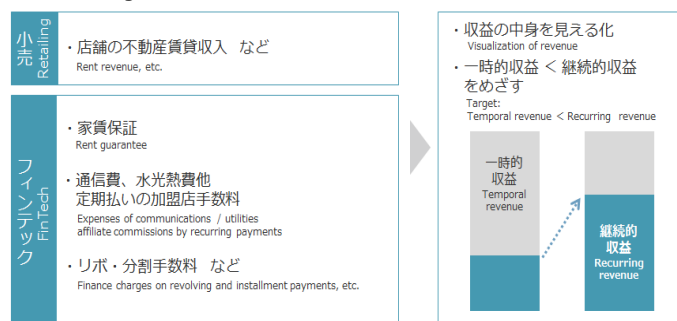 小売
Retailing
・店舗の不動産賃貸収入 など
Rent revenue, etc.
フィンテック
FinTech
・家賃保証
Rent guarantee
・通信費、水光熱費他
定期払いの加盟店手数料
Expenses of communications / utilities
affiliate commissions by recurring payments
・リボ・分割手数料 など
Finance charges on revolving and installment payments, etc.
・収益の中身を見える化
Visualization of revenue
・一時的収益 < 継続的収益
をめざす
Target:
Temporal revenue < Recurring revenue
一時的
収益
Temporal
revenue
継続的
収益
Recurring
revenue